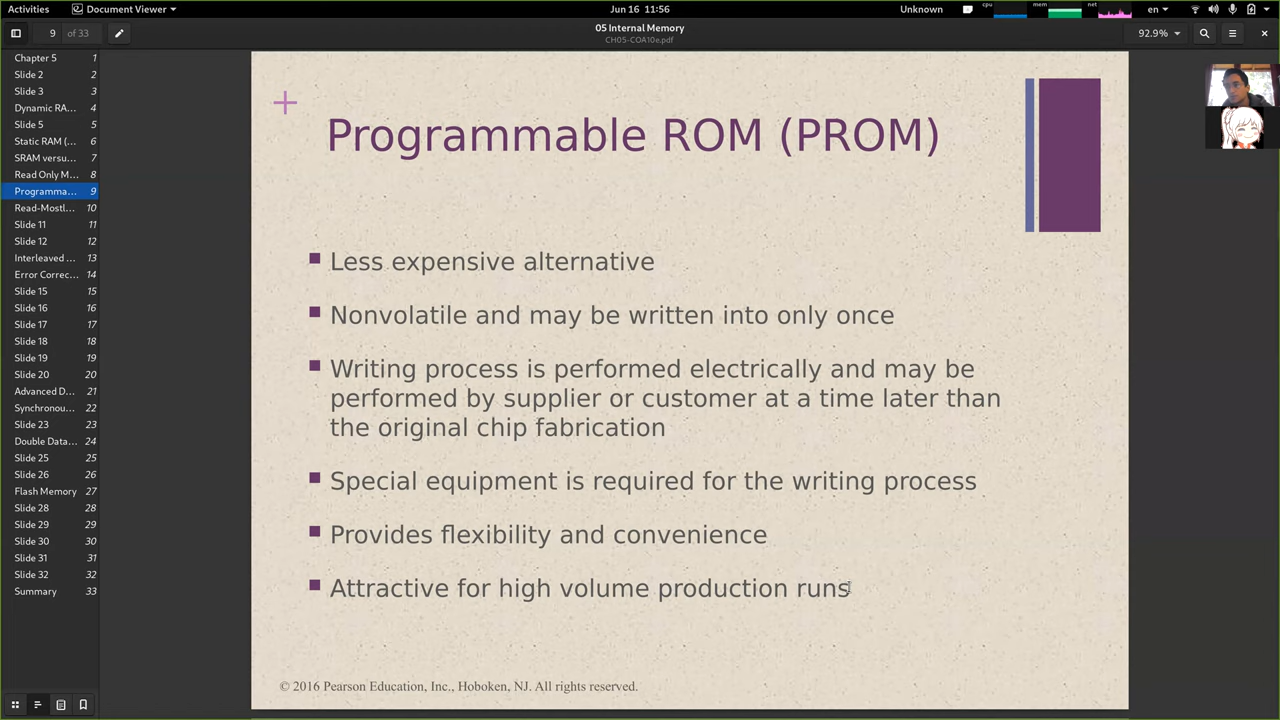 Activities
Document Viewer
Jun 16 11:56
Unknown
cpu
mem
net
en
9 of 33
05 Internal Memory
CH05-COA10e.pdf
92.9%
Chapter 5 1
Slide 2 2
Slide 3 3
Dynamic RA... 4
Slide 5 5
Static RAM (... 6
SRAM versu... 7
Read Only M... 8
Programma... 9
Read-Mostl... 10
Slide 11 11
Slide 12 12
Interleaved ... 13
Error Correc... 14
Slide 15 15
Slide 16 16
Slide 17 17
Slide 18 18
Slide 19 19
Slide 20 20
Advanced D... 21
Synchronou... 22
Slide 23 23
Double Data... 24
Slide 25 25
Slide 26 26
Flash Memory 27
Slide 28 28
Slide 29 29
Slide 30 30
Slide 31 31
Slide 32 32
Summary 33
+
Programmable ROM (PROM)
Less expensive alternative
Nonvolatile and may be written into only once
Writing process is performed electrically and may be
performed by supplier or customer at a time later than
the original chip fabrication
Special equipment is required for the writing process
Provides flexibility and convenience
Attractive for high volume production runs
© 2016 Pearson Education, Inc., Hoboken, NJ. All rights reserved.